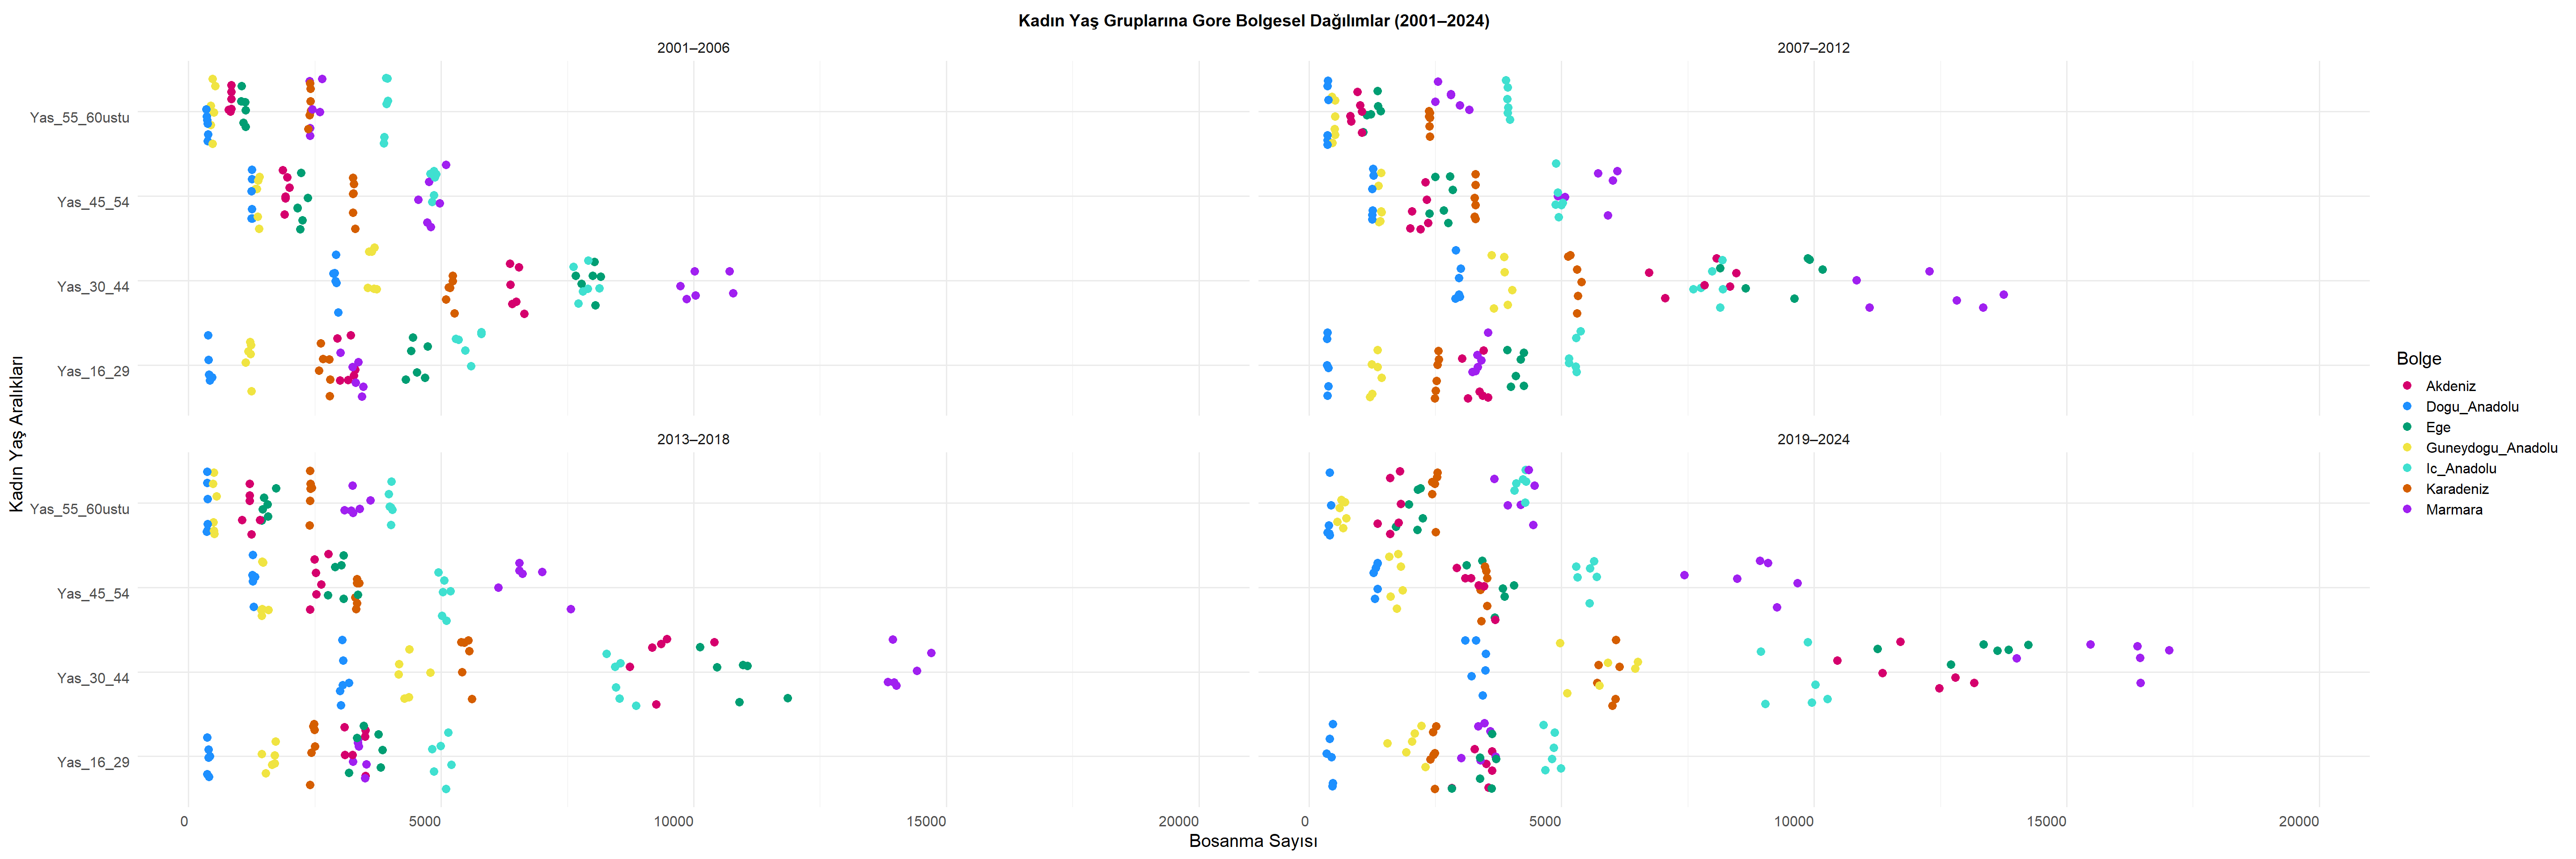 Kadın Yaş Gruplarına Gore Bolgesel Dağılımlar (2001–2024)
2001–2006
2007–2012
Yas_55_60ustu
Yas_45_54
Yas_30_44
Yas_16_29
2013–2018
2019–2024
Yas_55_60ustu
Yas_45_54
Yas_30_44
Yas_16_29
0 5000 10000 15000 20000
0 5000 10000 15000 20000
Bosanma Sayısı
Kadın Yaş Aralıkları
Bolge
Akdeniz
Dogu_Anadolu
Ege
Guneydogu_Anadolu
Ic_Anadolu
Karadeniz
Marmara